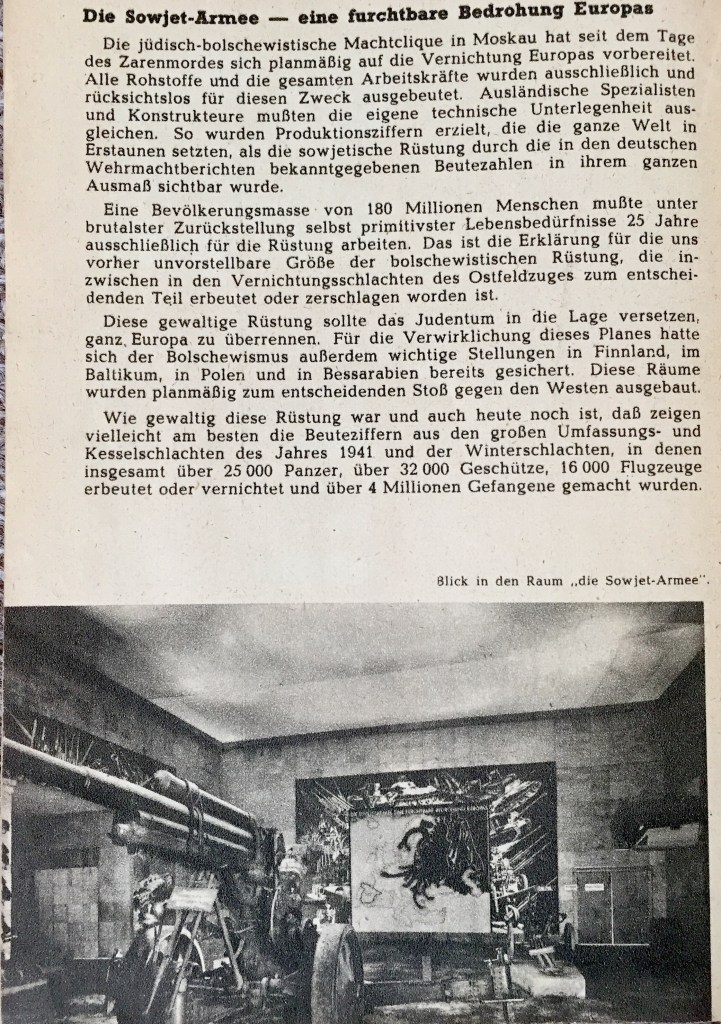 Die Sowjet-Armee — eine furchtbare Bedrohung Europas
Die jüdisch-bolschewistische Machtclique in Moskau hat seit dem Tage
des Zarenmordes sich planmäßig auf die Vernichtung Europas vorbereitet.
Alle Rohstoffe und die gesamten Arbeitskräfte wurden ausschließlich und
rücksichtslos für diesen Zweck ausgebeutet. Ausländische Spezialisten
und Konstrukteure mußten die eigene technische Unterlegenheit aus-
gleichen. So wurden Produktionsziffern erzielt, die die ganze Welt in
Erstaunen setzten, als die sowjetische Rüstung durch die in den deutschen
Wehrmachtberichten bekanntgegebenen Beutezahlen in ihrem ganzen
Ausmaß sichtbar wurde.
Eine Bevölkerungsmasse von 180 Millionen Menschen mußte unter
brutalster Zurückstellung selbst primitivster Lebensbedürfnisse 25 Jahre
ausschließlich für die Rüstung arbeiten. Das ist die Erklärung für die uns
vorher unvorstellbare Größe der bolschewistischen Rüstung, die in-
zwischen in den Vernichtungsschlachten des Ostfeldzuges zum entschei-
denden Teil erbeutet oder zerschlagen worden ist.
Diese gewaltige Rüstung sollte das Judentum in die Lage versetzen,
ganz Europa zu überrennen. Für die Verwirklichung dieses Planes hatte
sich der Bolschewismus außerdem wichtige Stellungen in Finnland, im
Baltikum, in Polen und in Bessarabien bereits gesichert. Diese Räume
wurden planmäßig zum entscheidenden Stoß gegen den Westen ausgebaut.
Wie gewaltig diese Rüstung war und auch heute noch ist, daß zeigen
vielleicht am besten die Beuteziffern aus den großen Umfassungs- und
Kesselschlachten des Jahres 1941 und der Winterschlachten, in denen
insgesamt über 25 000 Panzer, über 32 000 Geschütze, 16 000 Flugzeuge
erbeutet oder vernichtet und über 4 Millionen Gefangene gemacht wurden.
Blick in den Raum „die Sowjet-Armee".